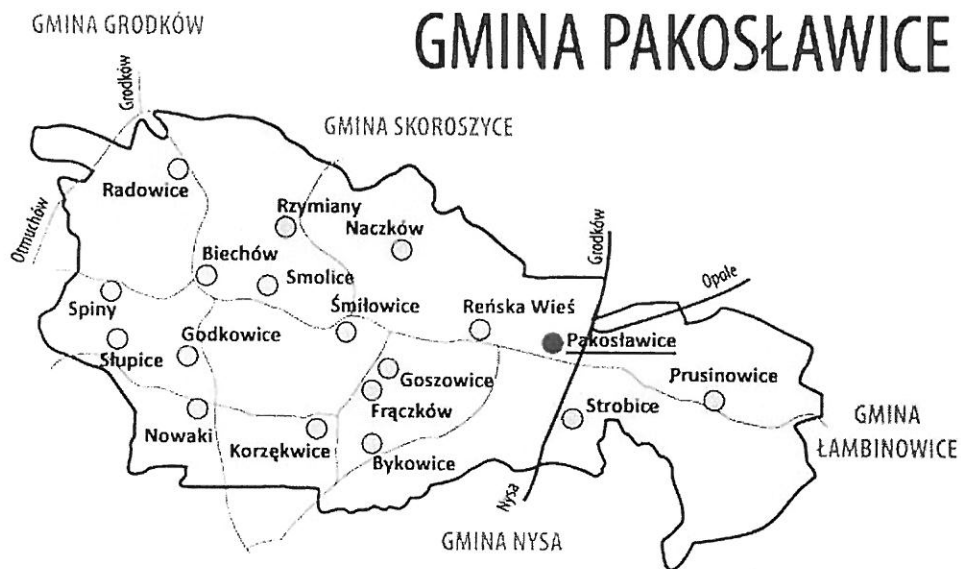 GMINA GRODKÓW
GMINA PAKOSŁAWICE
Grodków
GMINA SKOROSZYCE
Radowice
Otmuchów
Rzymiany
Naczków
Grodków
Biechów
Smolice
Opole
Spiny
Śmiłowice
Reńska Wieś
Godkowice
Pakosławice
Słupice
Goszowice
Prusinowice
Frączków
Strobice
Nowaki
Korzękwice
Bykowice
GMINA
ŁAMBINOWICE
Nysa
GMINA NYSA